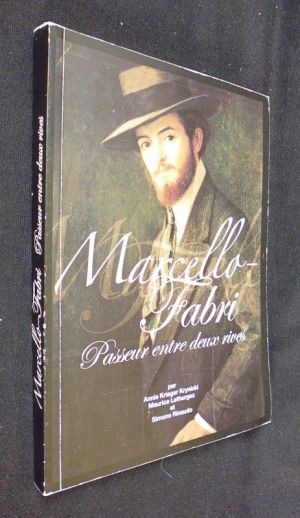 Marcello-Fabri Passeur entre deux rives
Marcello-
Fabri
Passeur entre deux rives
par
Annie Krieger Krynicki
Maurice Lethurgez
et
Simone Rinaudo